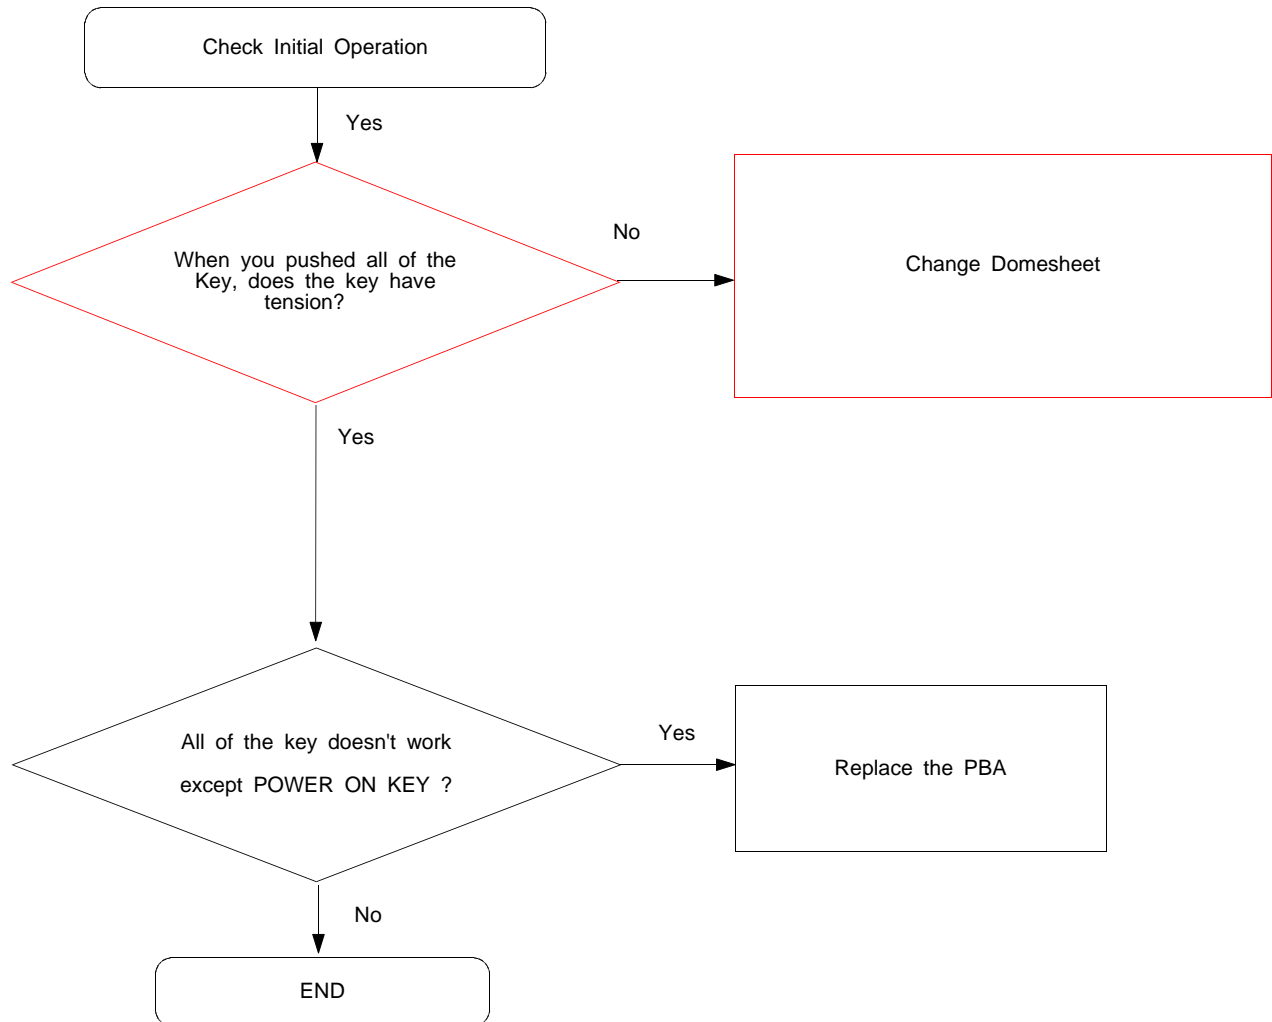 Check Initial Operation
Yes
When you pushed all of the
Key, does the key have
tension?
No
Change Domesheet
Yes
All of the key doesn't work
except POWER ON KEY ?
Yes
Replace the PBA
No
END